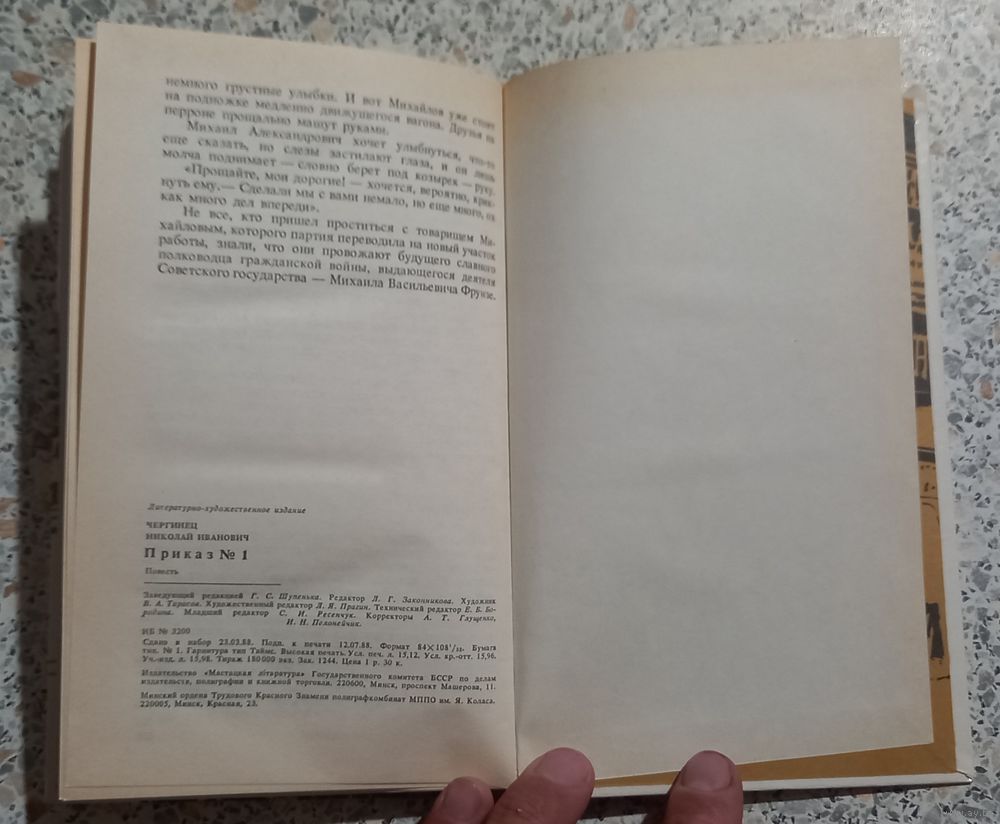 немного грустные улыбки. И вот Михайлов уже стоит
на подножке медленно движущегося вагона. Друзья на
перроне прощально машут руками.
Михаил Александрович хочет улыбнуться, что-то
еще сказать, но слезы застилают глаза, и он лишь
молча поднимает — словно берет под козырек — руку.
«Прощайте, мои дорогие! — хочется, вероятно, крик-
нуть ему.— Сделали мы с вами немало, но еще много, ох
как много дел впереди».
Не все, кто пришел проститься с товарищем Ми-
хайловым, которого партия переводила на новый участок
работы, знали, что они провожают будущего славного
полководца гражданской войны, выдающегося деятеля
Советского государства — Михаила Васильевича Фрунзе.
Литературно-художественное издание
ЧЕРГИНЕЦ
НИКОЛАЙ ИВАНОВИЧ
Приказ № 1
Повесть
Заведующий редакцией Г. С. Шупенька. Редактор Л. Г. Законникова. Художник
В. А. Тарасов. Художественный редактор Л. Я. Прагин. Технический редактор Е. Б. Бо-
родина. Младший редактор С. И. Ресенчук. Корректоры А. Т. Глущенко,
И. Н. Полонейчик.
ИБ № 3200
Сдано в набор 23.03.88. Подп. к печати 12.07.88. Формат 84×108¹/₃₂. Бумага
тип. № 1. Гарнитура тип Таймс. Высокая печать. Усл. печ. л. 15,12. Усл. кр.-отт. 15,96.
Уч.-изд. л. 15,98. Тираж 180 000 экз. Зак. 1244. Цена 1 р. 30 к.
Издательство «Мастацкая літаратура» Государственного комитета БССР по делам
издательств, полиграфии и книжной торговли. 220600, Минск, проспект Машерова, 11.
Минский ордена Трудового Красного Знамени полиграфкомбинат МППО им. Я. Коласа.
220005, Минск, Красная, 23.